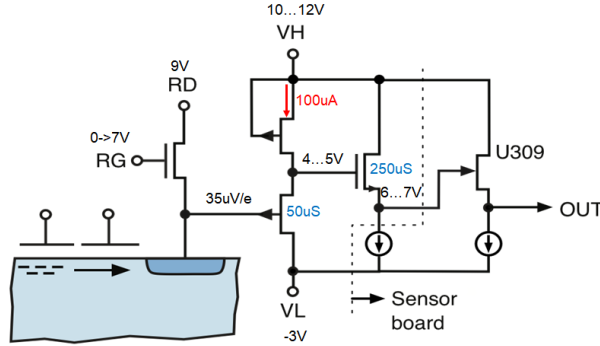 10...12V
VH
9V
RD
100uA
0->7V
RG
4...5V
250uS
U309
35uV/e
6...7V
50uS
OUT
VL
-3V
Sensor
board